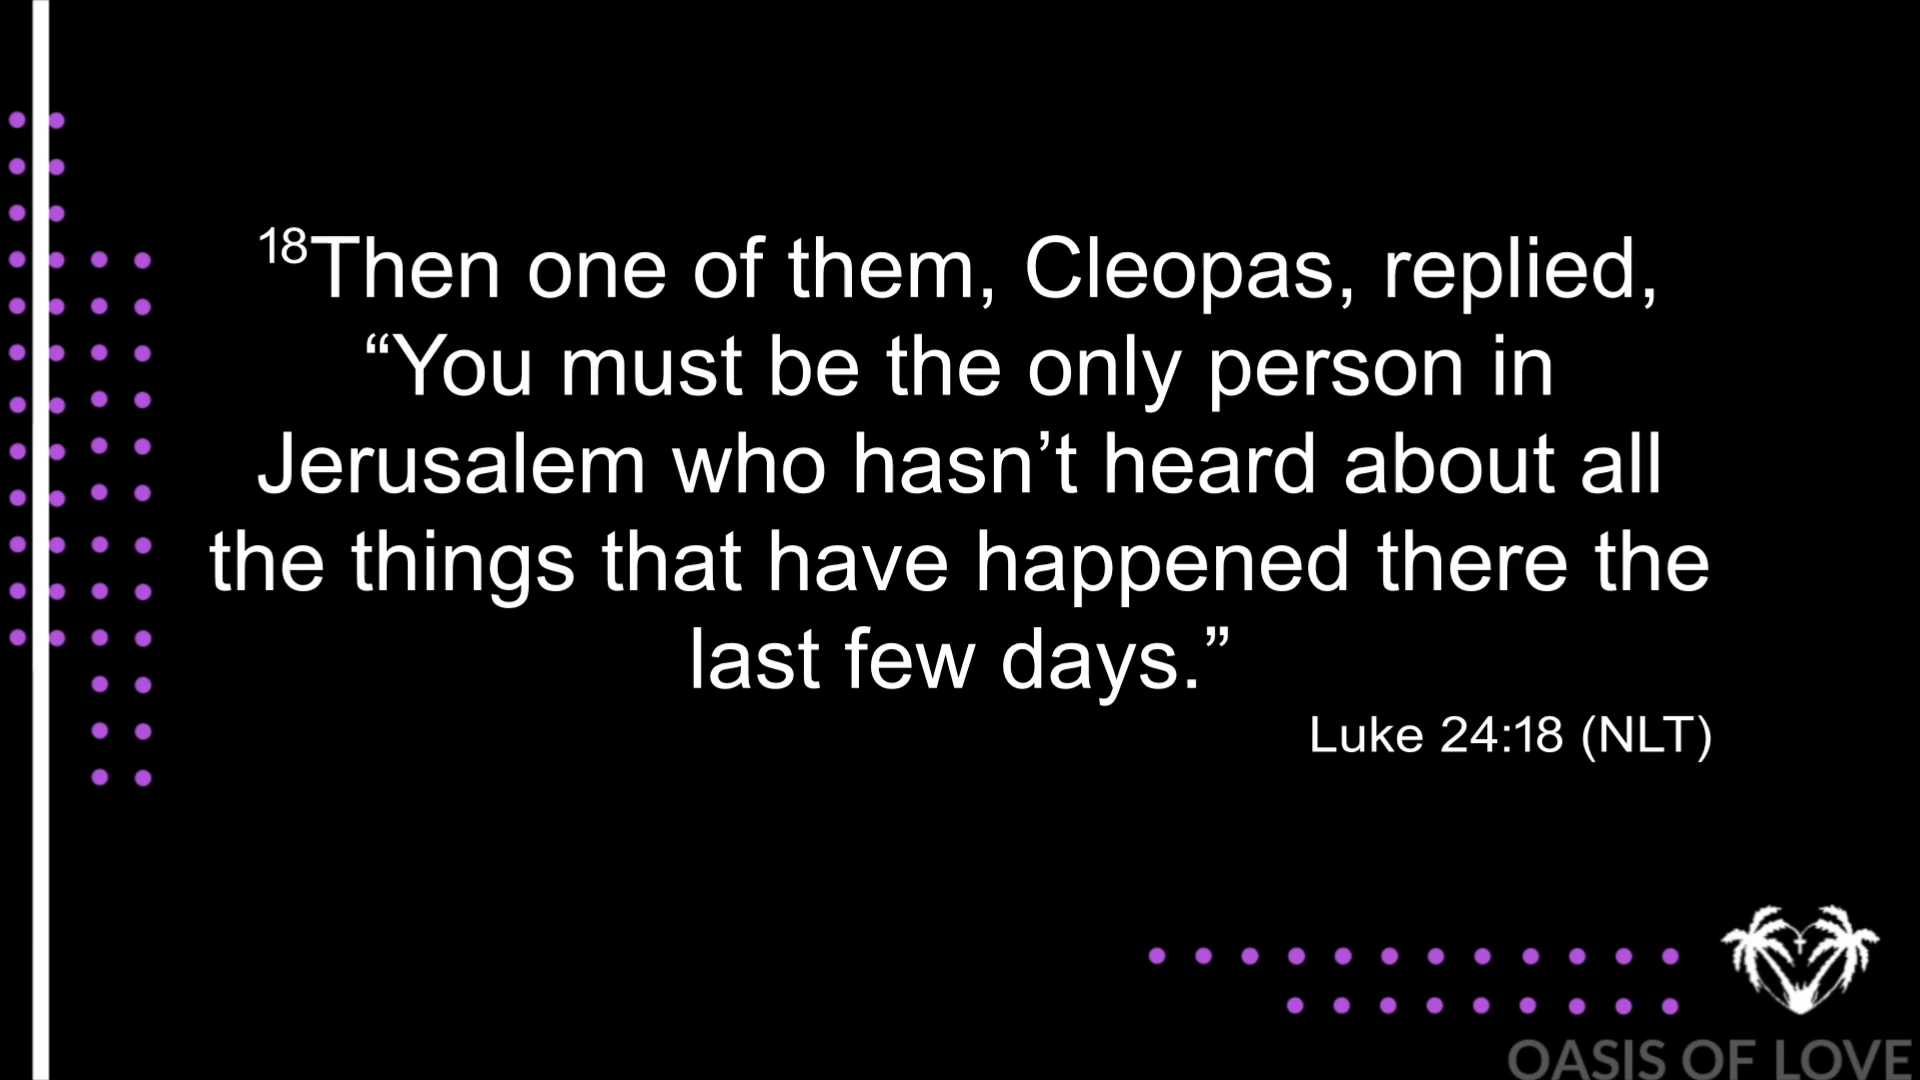 18Then one of them, Cleopas, replied,
“You must be the only person in
Jerusalem who hasn’t heard about all
the things that have happened there the
last few days.”
Luke 24:18 (NLT)
OASIS OF LOVE